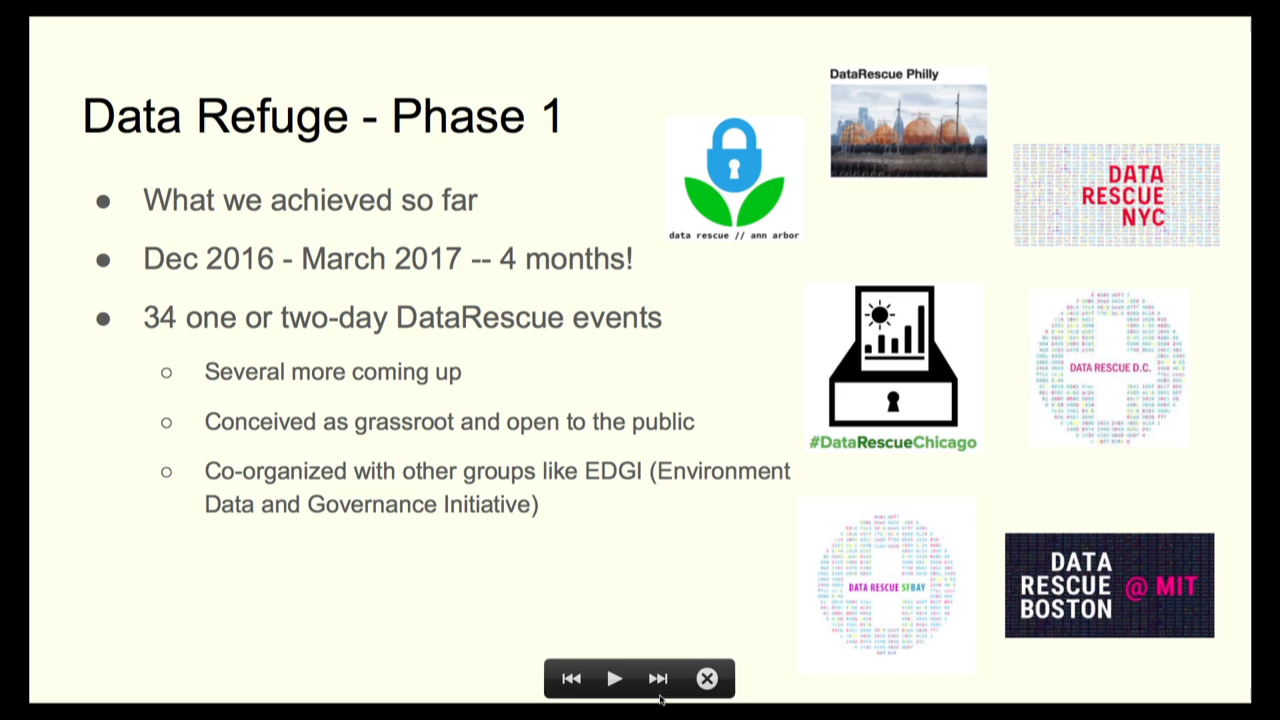 Data Refuge - Phase 1
● What we achieved so far
● Dec 2016 - March 2017 -- 4 months!
● 34 one or two-day DataRescue events
○ Several more coming up
○ Conceived as grassroot and open to the public
○ Co-organized with other groups like EDGI (Environment
Data and Governance Initiative)
DataRescue Philly
data rescue // ann arbor
DATA
RESCUE
NYC
#DataRescueChicago
DATA RESCUE D.C.
DATA RESCUE SFBAY
DATA
RESCUE @ MIT
BOSTON